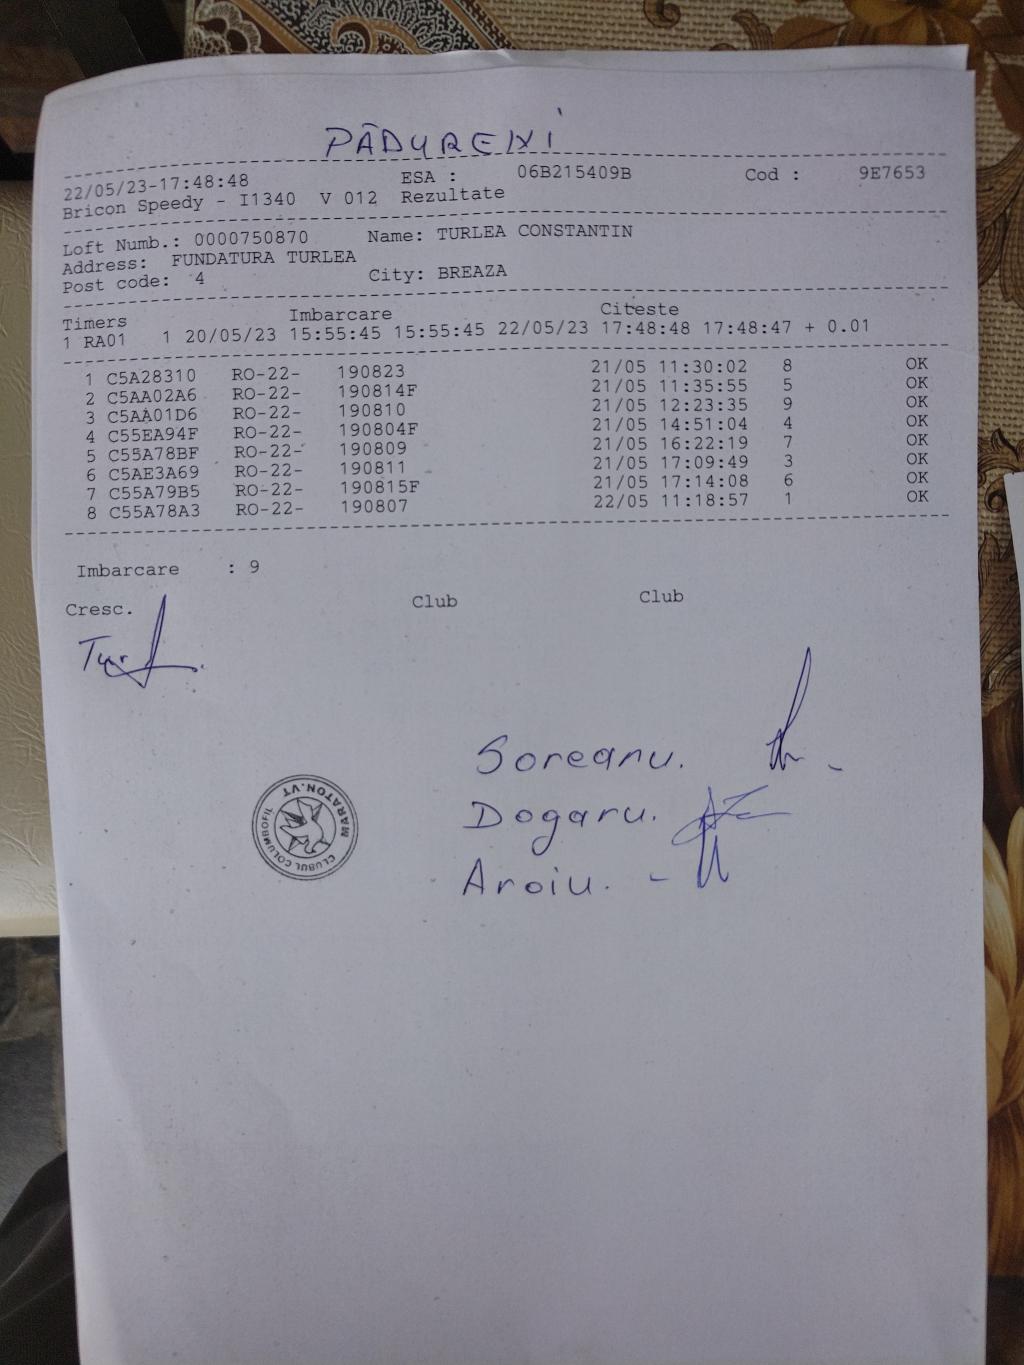 PĂDURENI
22/05/23-17:48:48 ESA : 06B215409B Cod : 9E7653
Bricon Speedy - I1340 V 012 Rezultate
Loft Numb.: 0000750870 Name: TURLEA CONSTANTIN
Address: FUNDATURA TURLEA
Post code: 4 City: BREAZA
Timers Imbarcare Citeste
1 RA01 1 20/05/23 15:55:45 15:55:45 22/05/23 17:48:48 17:48:47 + 0.01
1 C5A28310 RO-22- 190823 21/05 11:30:02 8 OK
2 C5AA02A6 RO-22- 190814F 21/05 11:35:55 5 OK
3 C5AA01D6 RO-22- 190810 21/05 12:23:35 9 OK
4 C55EA94F RO-22- 190804F 21/05 14:51:04 4 OK
5 C55A78BF RO-22- 190809 21/05 16:22:19 7 OK
6 C5AE3A69 RO-22- 190811 21/05 17:09:49 3 OK
7 C55A79B5 RO-22- 190815F 21/05 17:14:08 6 OK
8 C55A78A3 RO-22- 190807 22/05 11:18:57 1 OK
Imbarcare : 9
Cresc. Club Club
Soreanu.
Dogaru.
Aroiu. -
CLUBUL COLUMBOFIL MARATON.VT